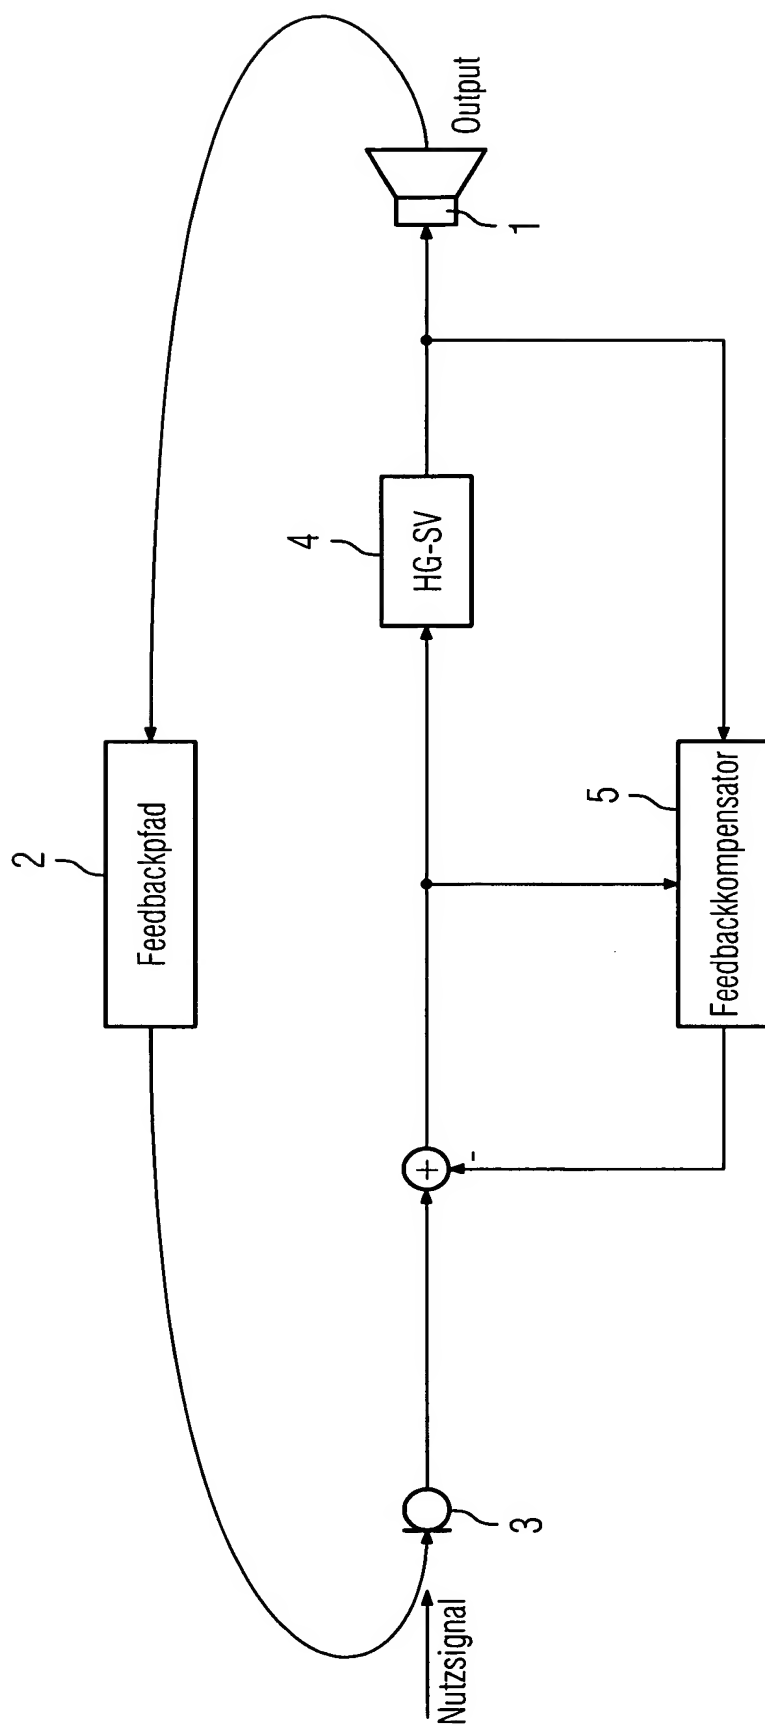 2
Feedbackpfad
Nutzsignal
3
+
-
4
HG-SV
1
Output
5
Feedbackkompensator